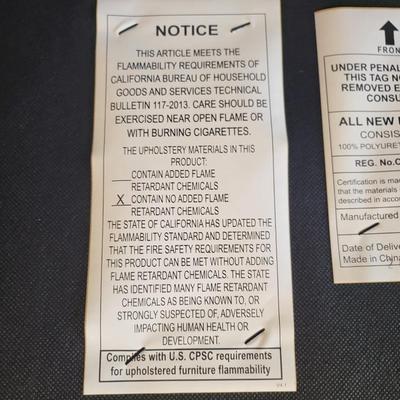 NOTICE
THIS ARTICLE MEETS THE
FLAMMABILITY REQUIREMENTS OF
CALIFORNIA BUREAU OF HOUSEHOLD
GOODS AND SERVICES TECHNICAL
BULLETIN 117-2013. CARE SHOULD BE
EXERCISED NEAR OPEN FLAME OR
WITH BURNING CIGARETTES.
THE UPHOLSTERY MATERIALS IN THIS
PRODUCT:
CONTAIN ADDED FLAME
RETARDANT CHEMICALS
X CONTAIN NO ADDED FLAME
RETARDANT CHEMICALS
THE STATE OF CALIFORNIA HAS UPDATED THE
FLAMMABILITY STANDARD AND DETERMINED
THAT THE FIRE SAFETY REQUIREMENTS FOR
THIS PRODUCT CAN BE MET WITHOUT ADDING
FLAME RETARDANT CHEMICALS. THE STATE
HAS IDENTIFIED MANY FLAME RETARDANT
CHEMICALS AS BEING KNOWN TO, OR
STRONGLY SUSPECTED OF, ADVERSELY
IMPACTING HUMAN HEALTH OR
DEVELOPMENT.
Complies with U.S. CPSC requirements
for upholstered furniture flammability
FRON
UNDER PENAL
THIS TAG NO
REMOVED E
CONSU
ALL NEW
CONSIS
100% POLYURE
REG. No.C
Certification is ma
that the materials
described in acco
Manufactured
Date of Delive
Made in China